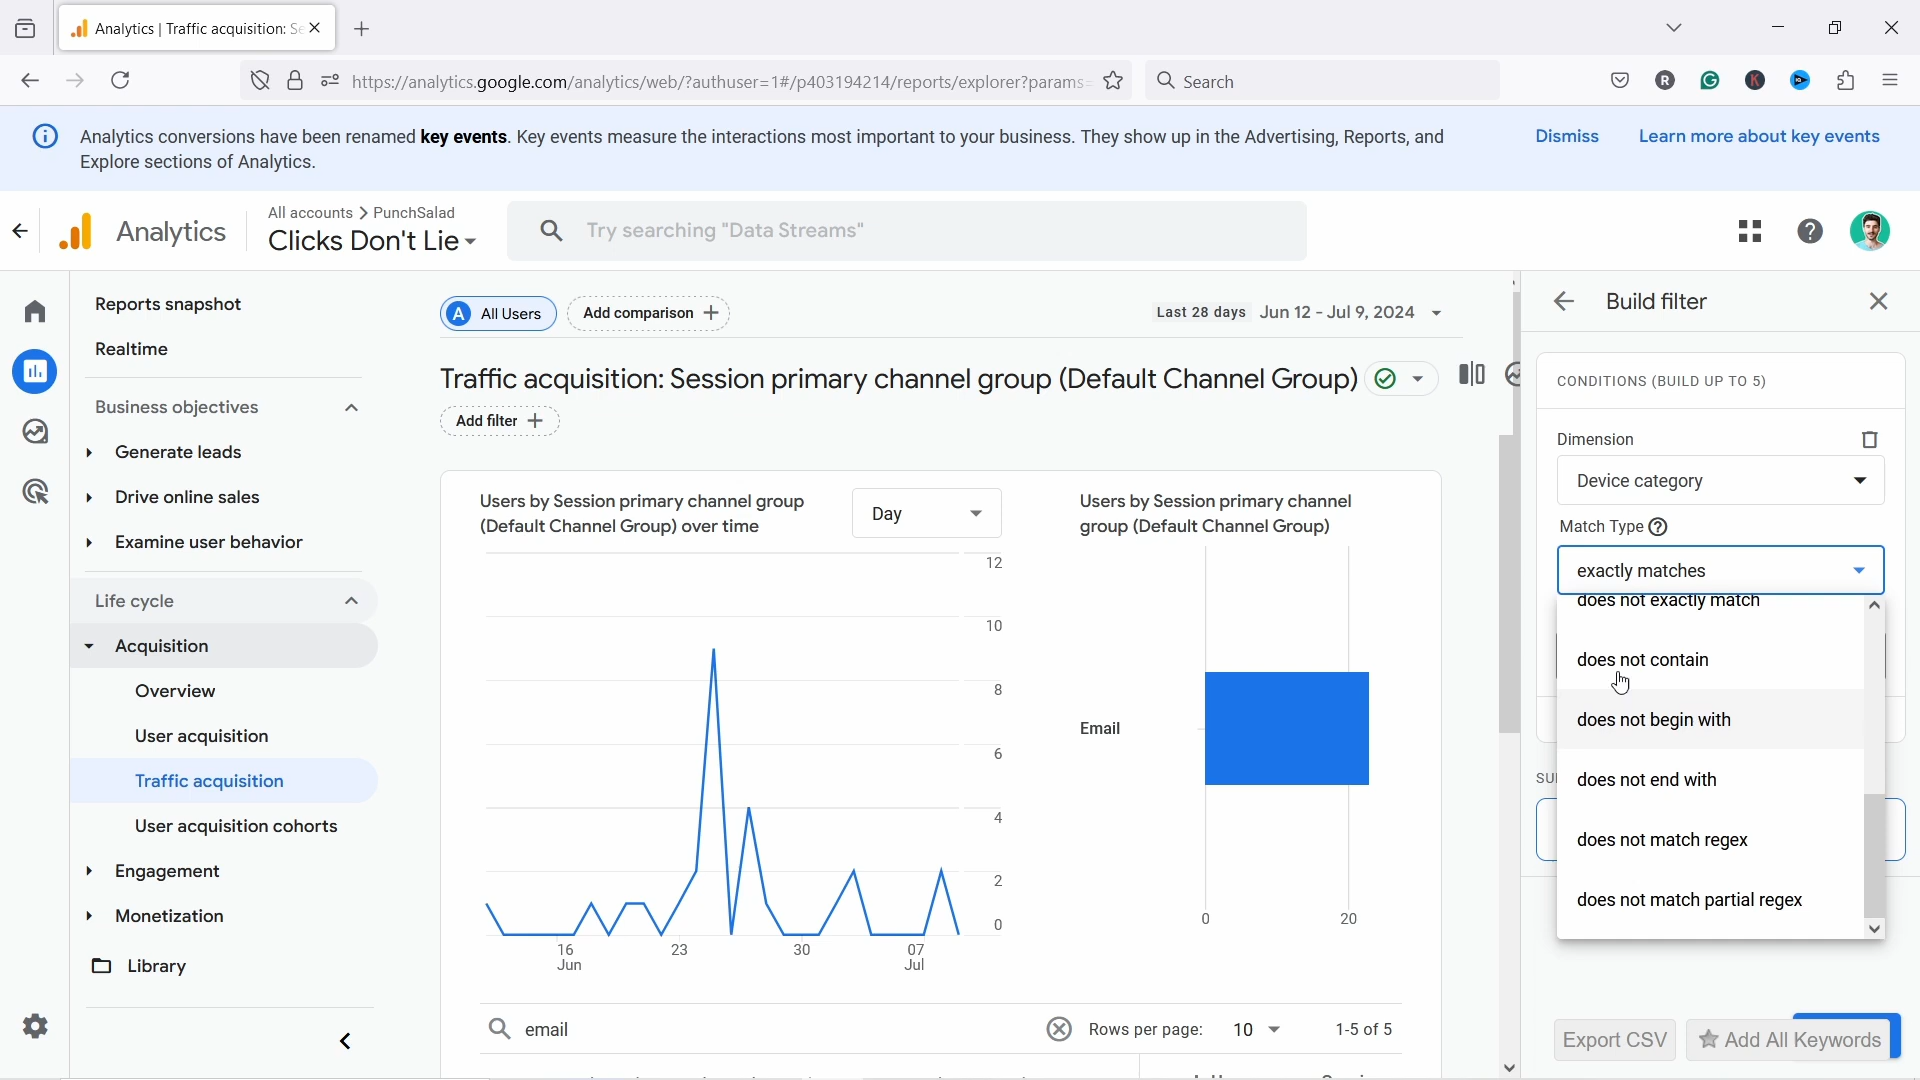 Analytics | Traffic acquisition: Se
https://analytics.google.com/analytics/web/?authuser=1#/p403194214/reports/explorer?params=
Search
Analytics conversions have been renamed key events. Key events measure the interactions most important to your business. They show up in the Advertising, Reports, and
Explore sections of Analytics.
Dismiss
Learn more about key events
Analytics
All accounts > PunchSalad
Clicks Don't Lie
Try searching "Data Streams"
Reports snapshot
Realtime
Business objectives
Generate leads
Drive online sales
Examine user behavior
Life cycle
Acquisition
Overview
User acquisition
Traffic acquisition
User acquisition cohorts
Engagement
Monetization
Library
A All Users
Add comparison +
Last 28 days Jun 12 - Jul 9, 2024
Traffic acquisition: Session primary channel group (Default Channel Group)
Add filter +
Users by Session primary channel group
(Default Channel Group) over time
Day
12
10
8
6
4
2
0
16
Jun
23
30
07
Jul
Users by Session primary channel
group (Default Channel Group)
Email
0
20
email
Rows per page: 10
1-5 of 5
Build filter
CONDITIONS (BUILD UP TO 5)
Dimension
Device category
Match Type
exactly matches
does not exactly match
does not contain
does not begin with
does not end with
does not match regex
does not match partial regex
Export CSV
Add All Keywords